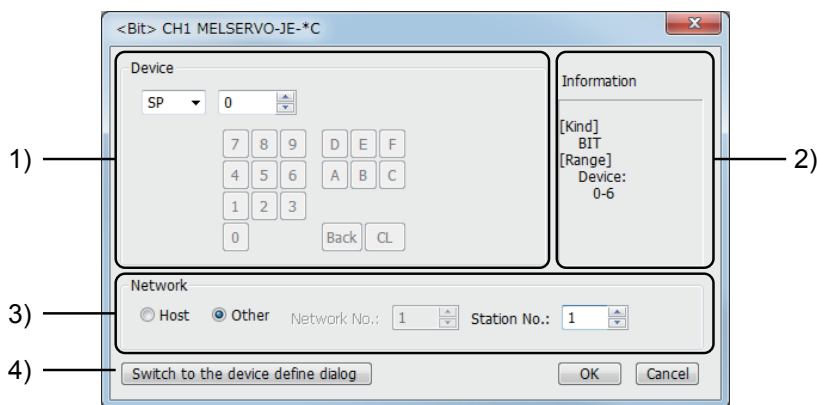 <Bit> CH1 MELSERVO-JE-*C
x
Device
SP 0
7 8 9 D E F
4 5 6 A B C
1 2 3
0 Back CL
Information
[Kind]
BIT
[Range]
Device:
0-6
Network
Host Other Network No.: 1 Station No.: 1
Switch to the device define dialog OK Cancel
1)
2)
3)
4)